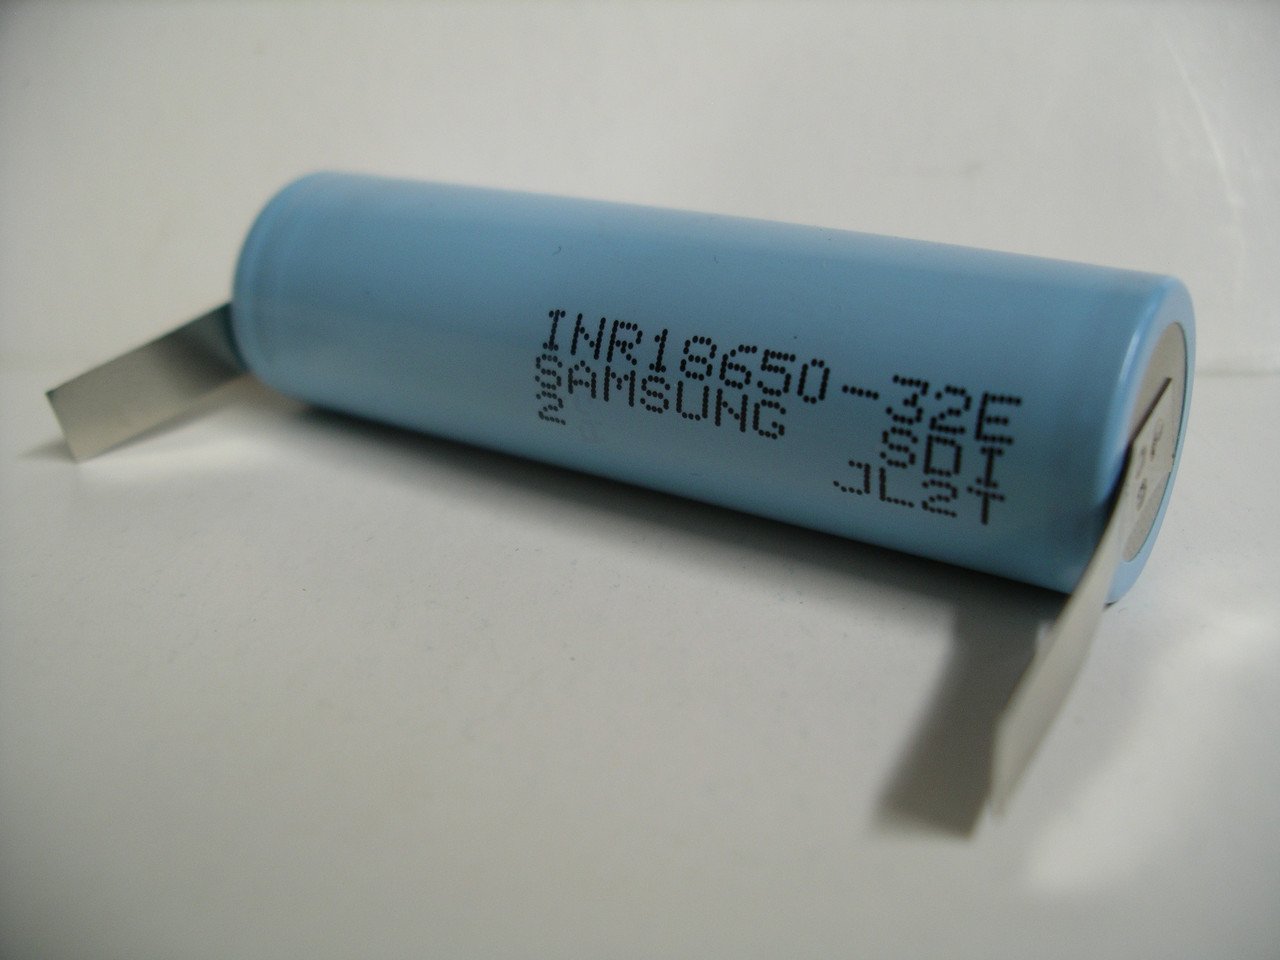 INR18650-32E
SAMSUNG SDI
2 JL2T